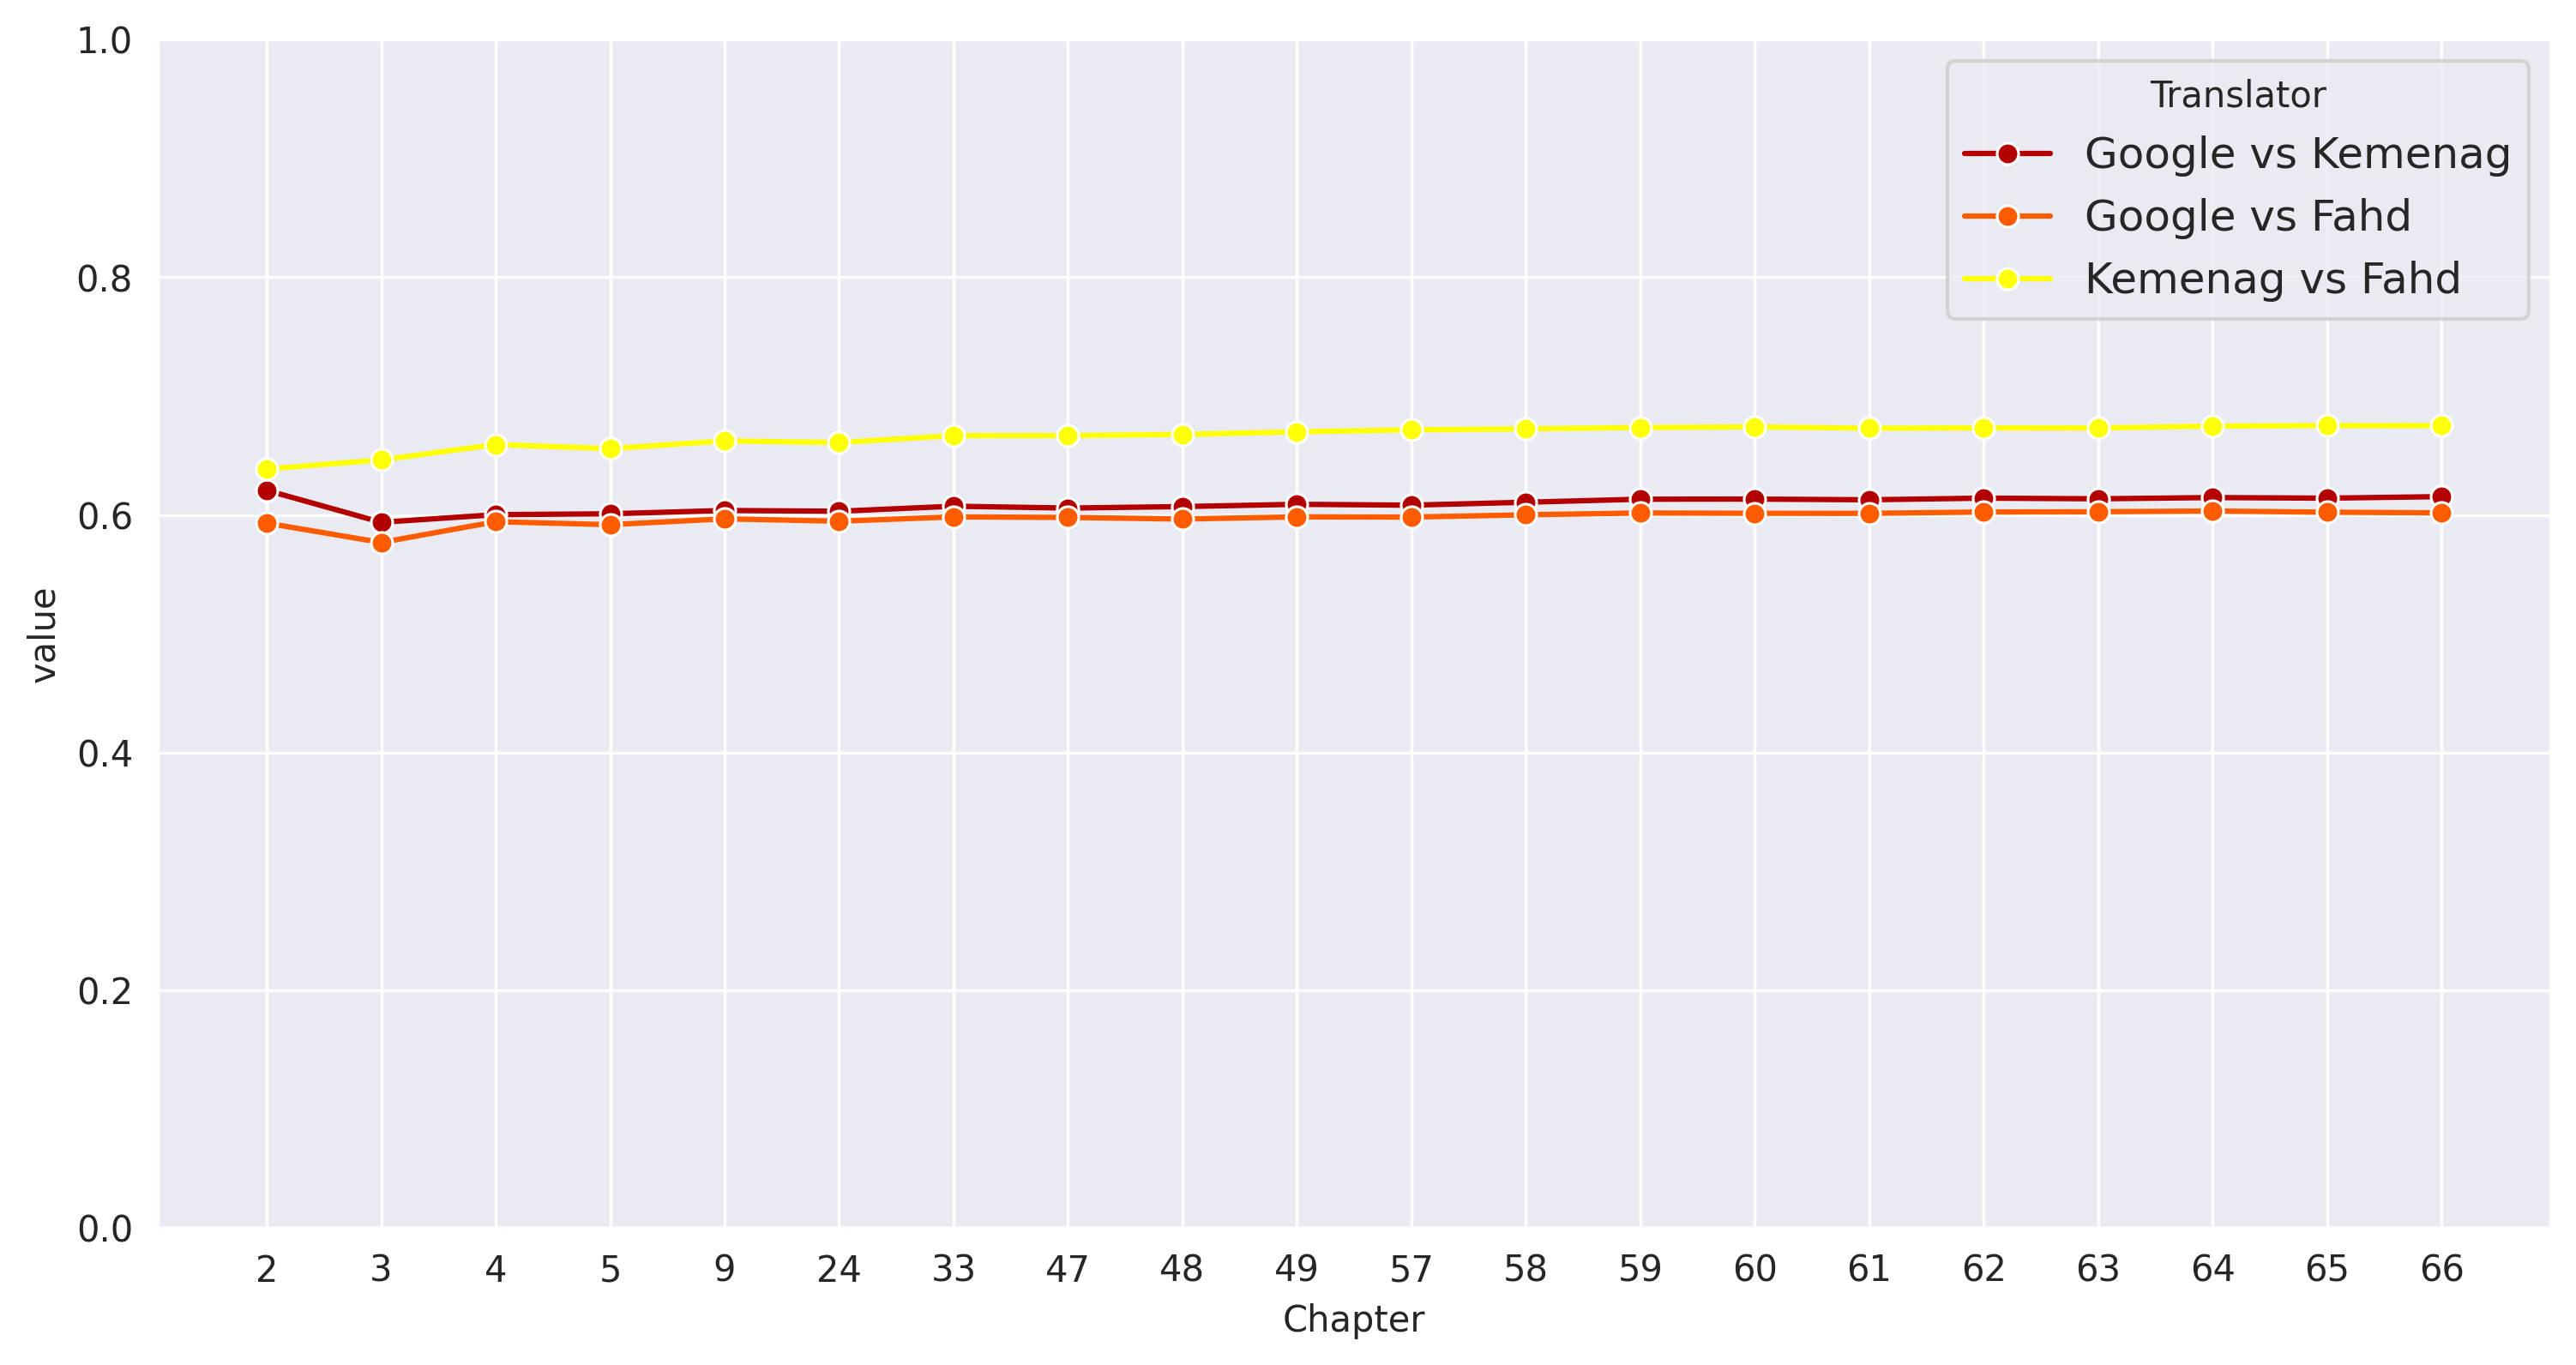 1.0
0.8
0.6
0.4
0.2
0.0
value
Translator
Google vs Kemenag
Google vs Fahd
Kemenag vs Fahd
2 3 4 5 9 24 33 47 48 49 57 58 59 60 61 62 63 64 65 66
Chapter